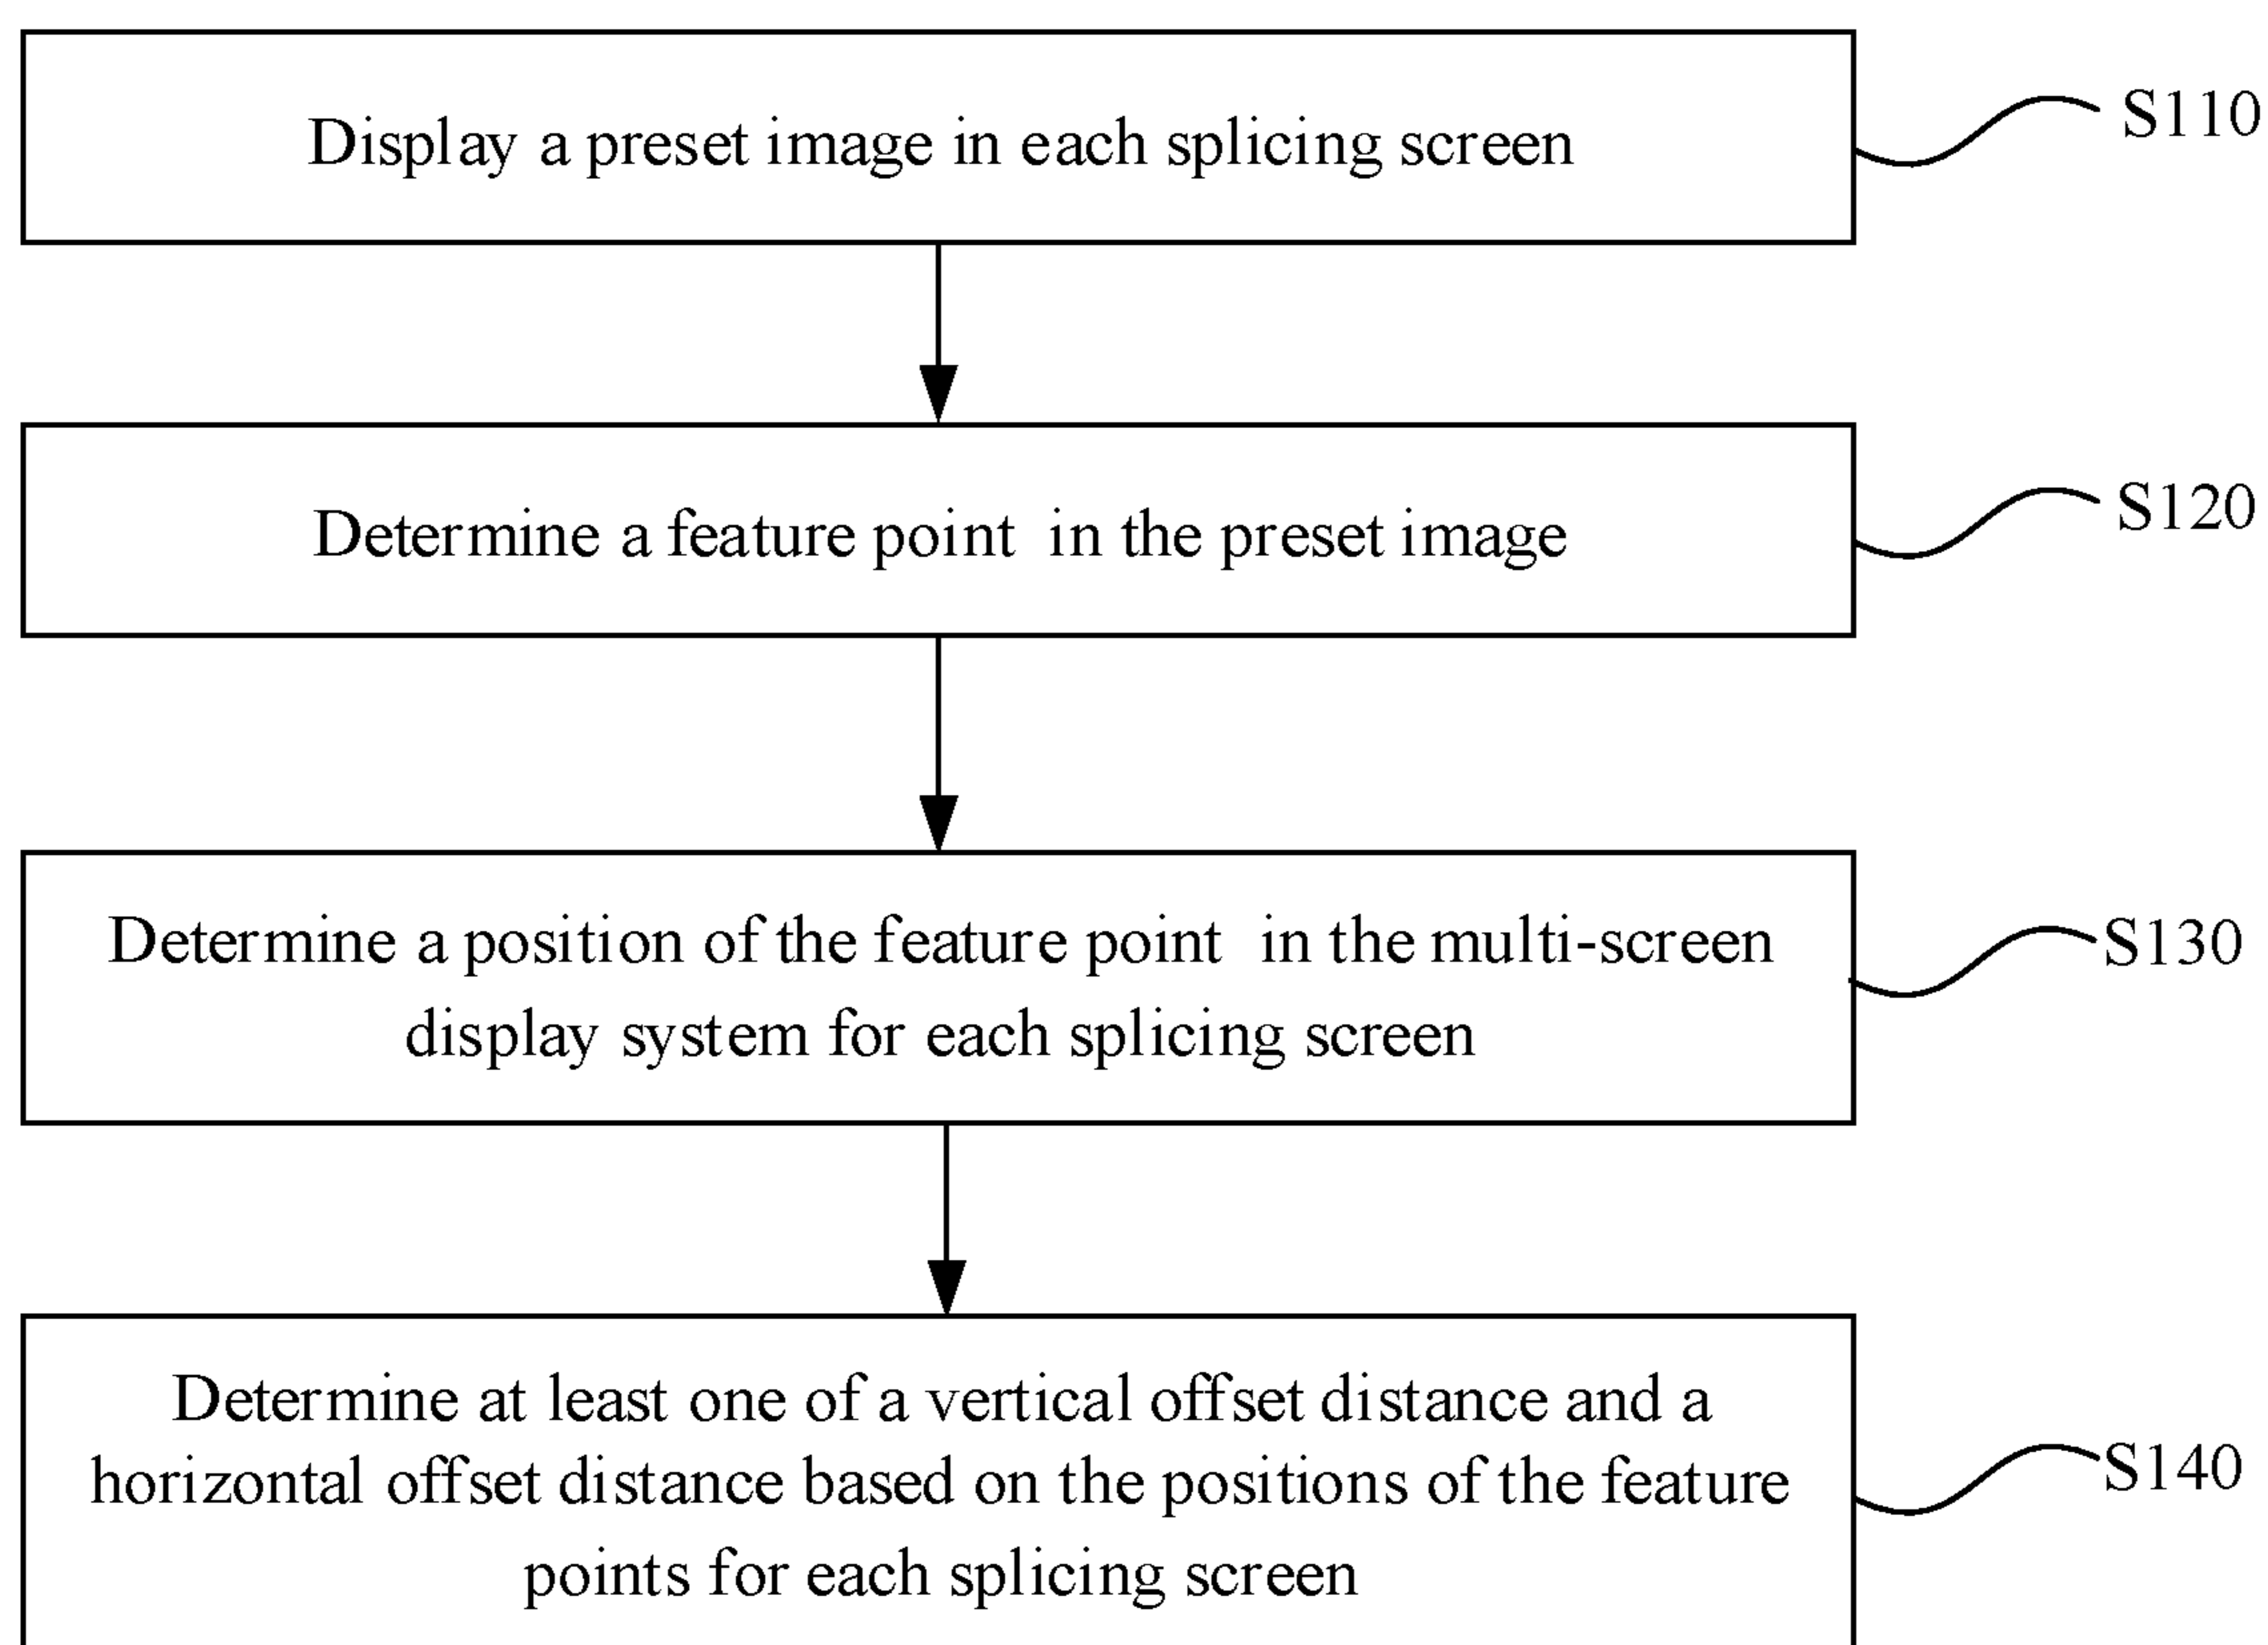 Display a preset image in each splicing screen
S110
Determine a feature point in the preset image
S120
Determine a position of the feature point in the multi-screen
display system for each splicing screen
S130
Determine at least one of a vertical offset distance and a
horizontal offset distance based on the positions of the feature
points for each splicing screen
S140